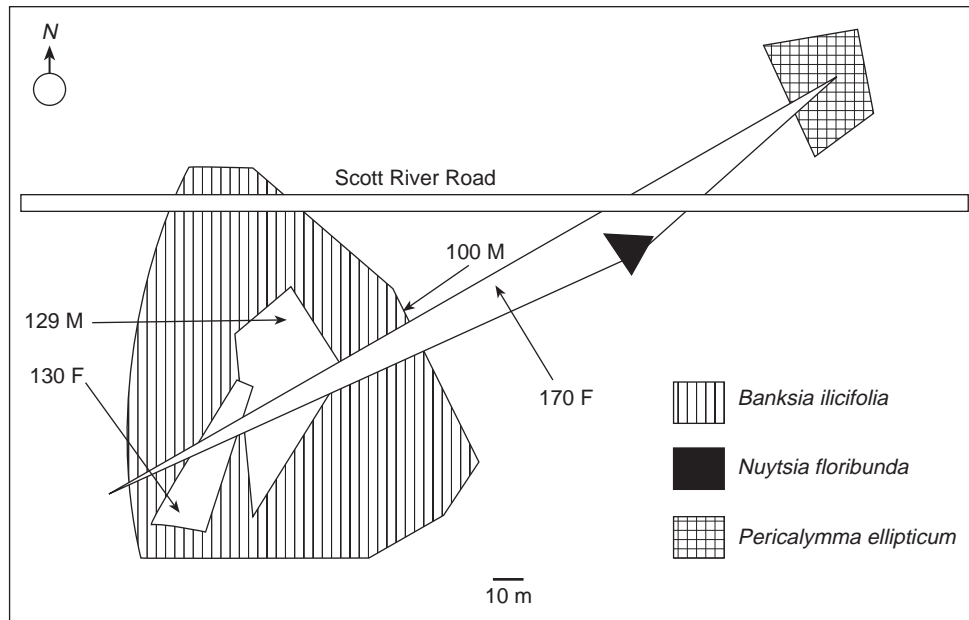 N
Scott River Road
100 M
129 M
130 F
170 F
Banksia ilicifolia
Nuytsia floribunda
Pericalymma ellipticum
10 m